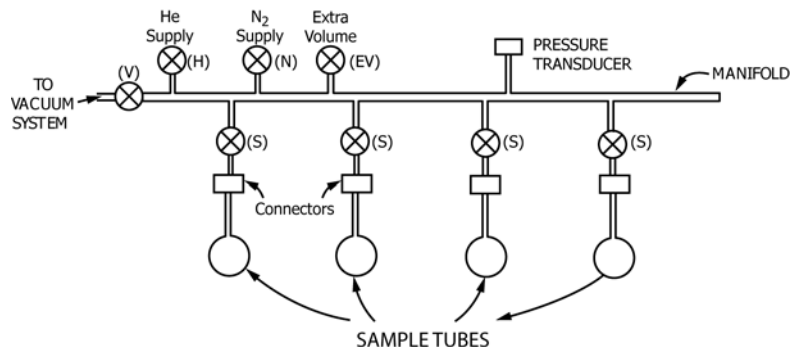 He
Supply
(H)
N₂
Supply
(N)
Extra
Volume
(EV)
PRESSURE
TRANSDUCER
MANIFOLD
(V)
TO
VACUUM
SYSTEM
(S)
(S)
(S)
(S)
Connectors
SAMPLE TUBES